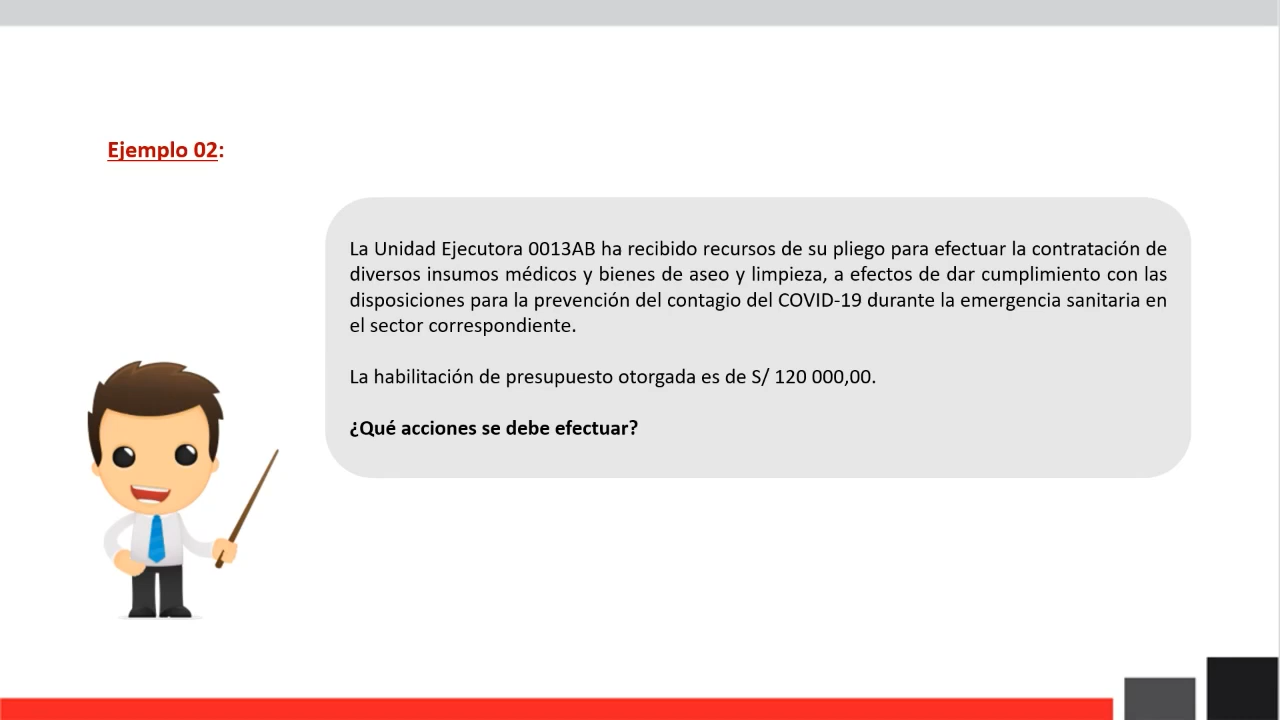 Ejemplo 02:
La Unidad Ejecutora 0013AB ha recibido recursos de su pliego para efectuar la contratación de
diversos insumos médicos y bienes de aseo y limpieza, a efectos de dar cumplimiento con las
disposiciones para la prevención del contagio del COVID-19 durante la emergencia sanitaria en
el sector correspondiente.
La habilitación de presupuesto otorgada es de S/ 120 000,00.
¿Qué acciones se debe efectuar?